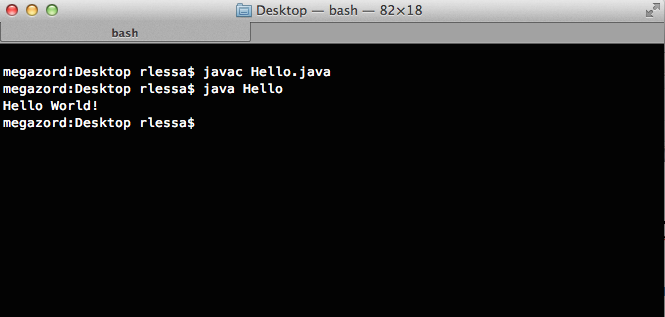 Desktop — bash — 82×18
bash
megazord:Desktop rlessa$ javac Hello.java
megazord:Desktop rlessa$ java Hello
Hello World!
megazord:Desktop rlessa$